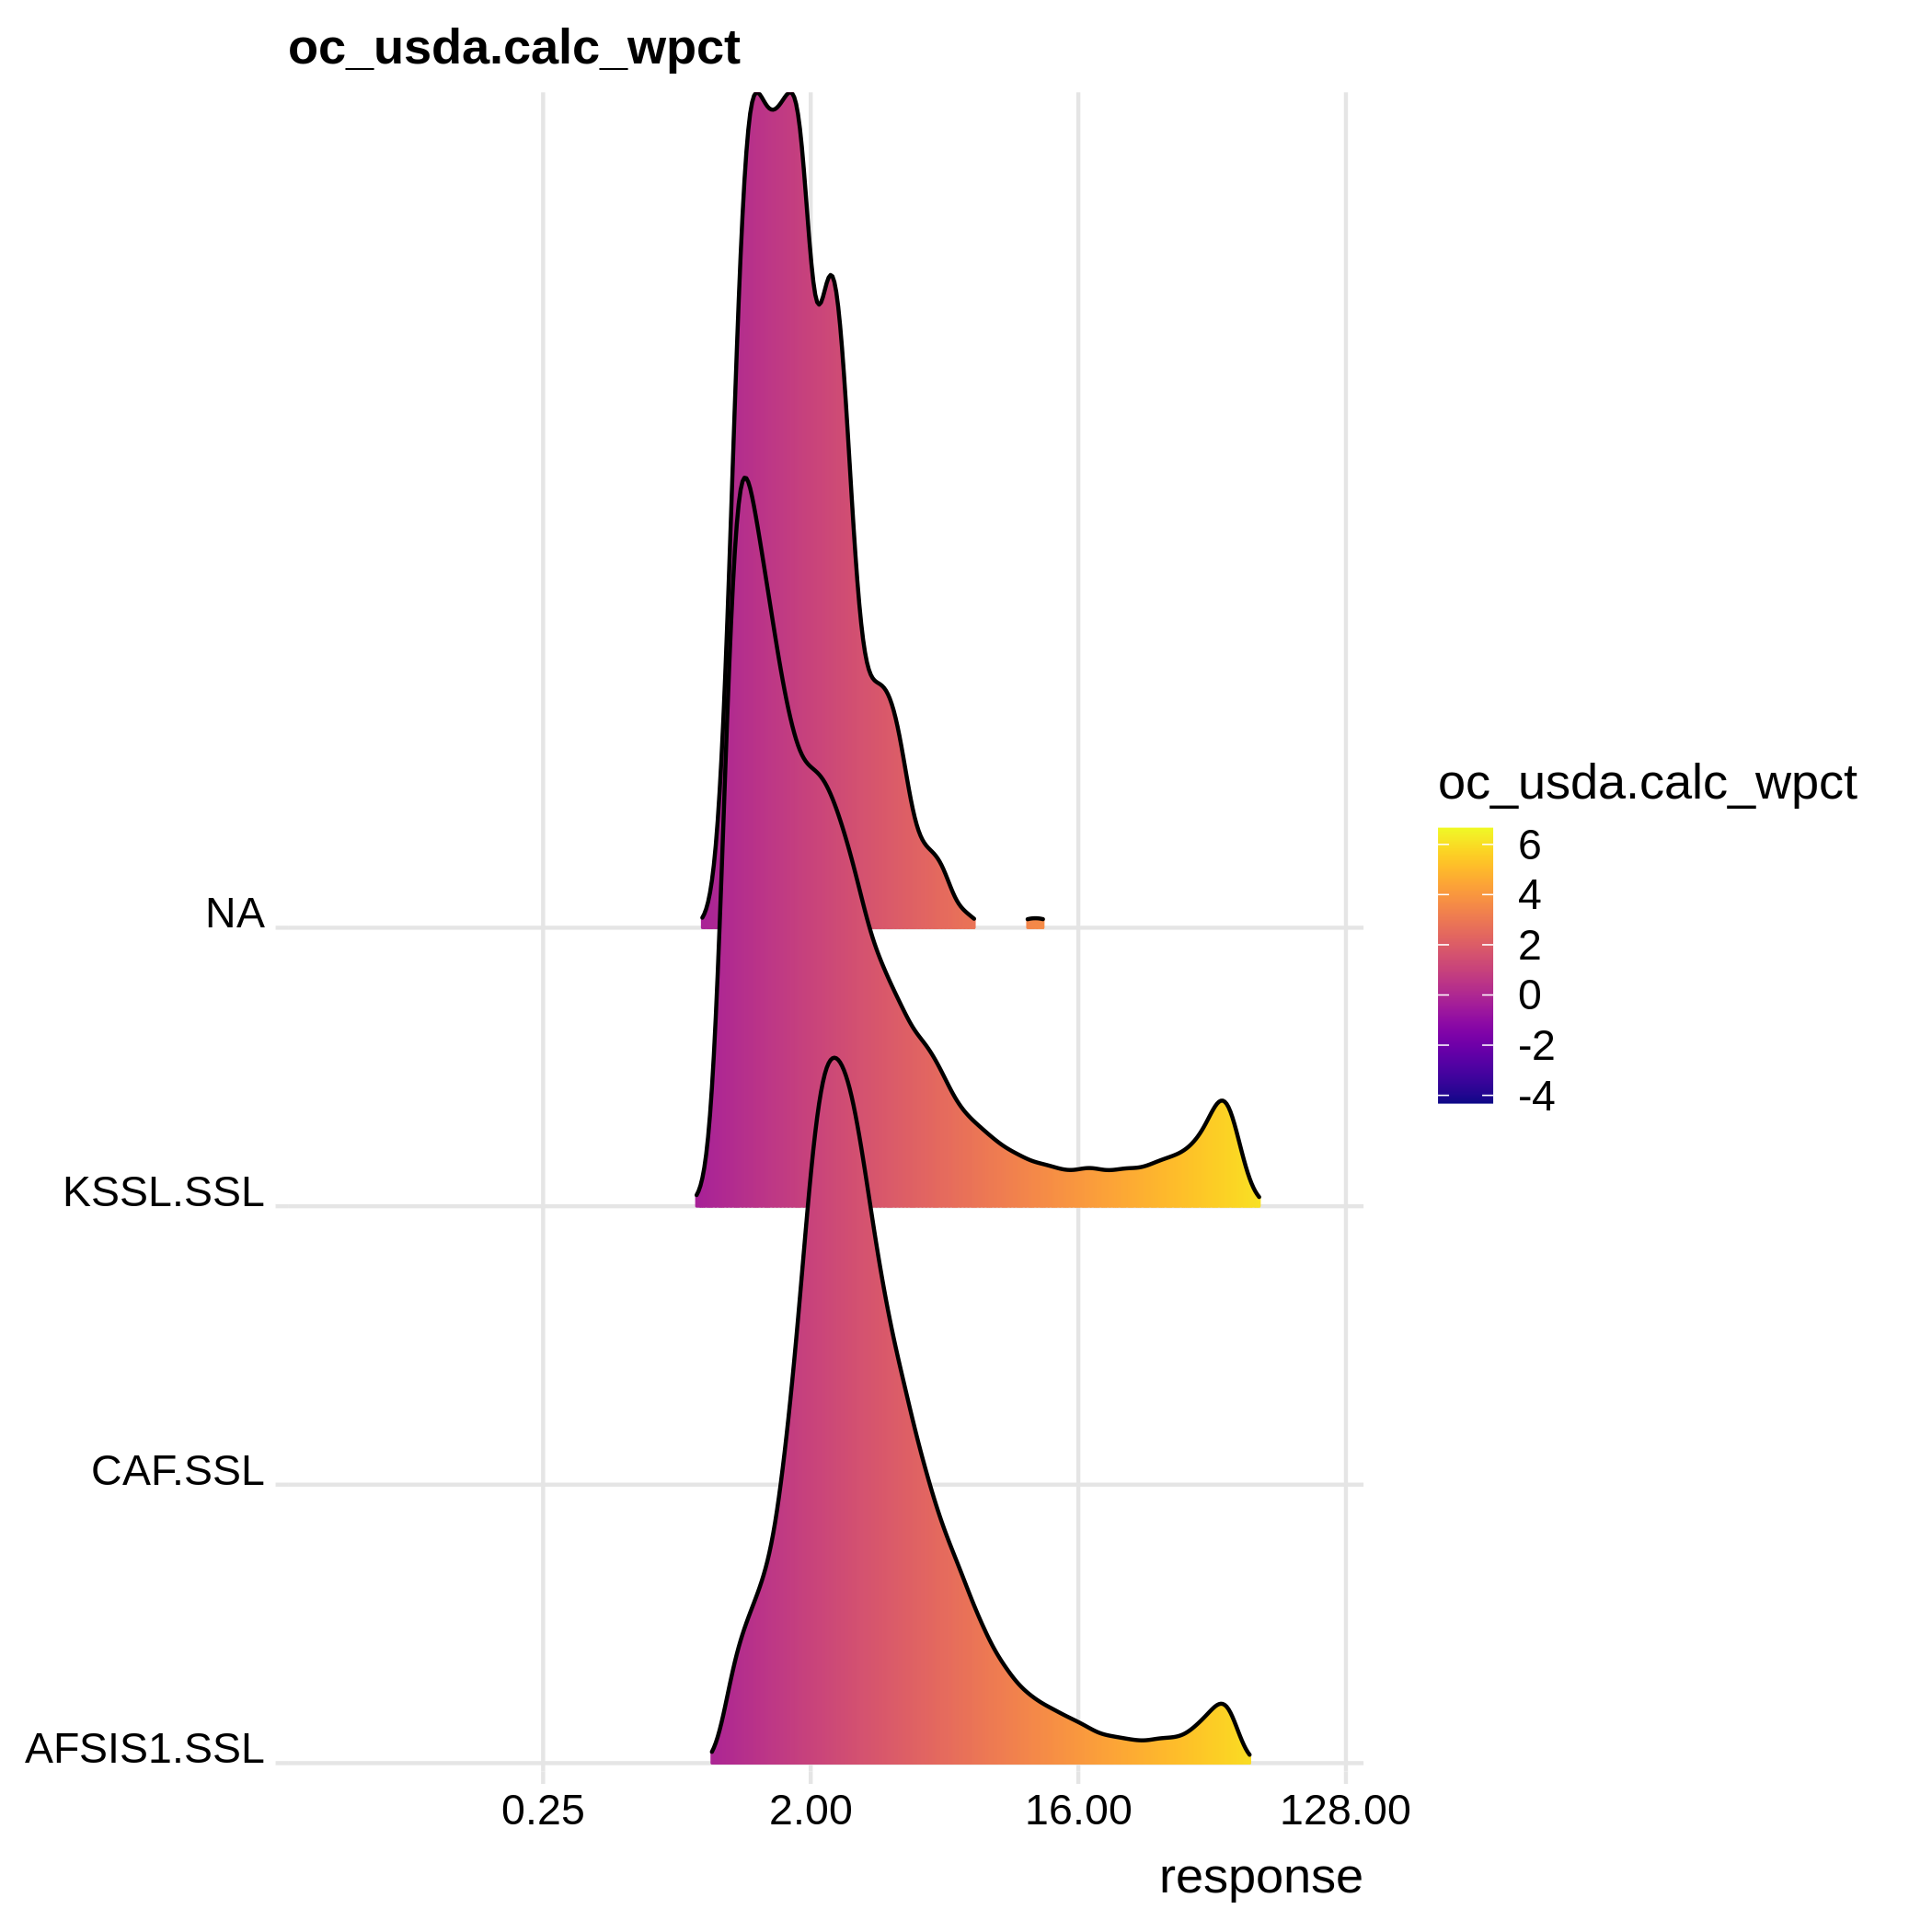 oc_usda.calc_wpct
NA
KSSL.SSL
CAF.SSL
AFSIS1.SSL
0.25 2.00 16.00 128.00
response
oc_usda.calc_wpct
6
4
2
0
-2
-4